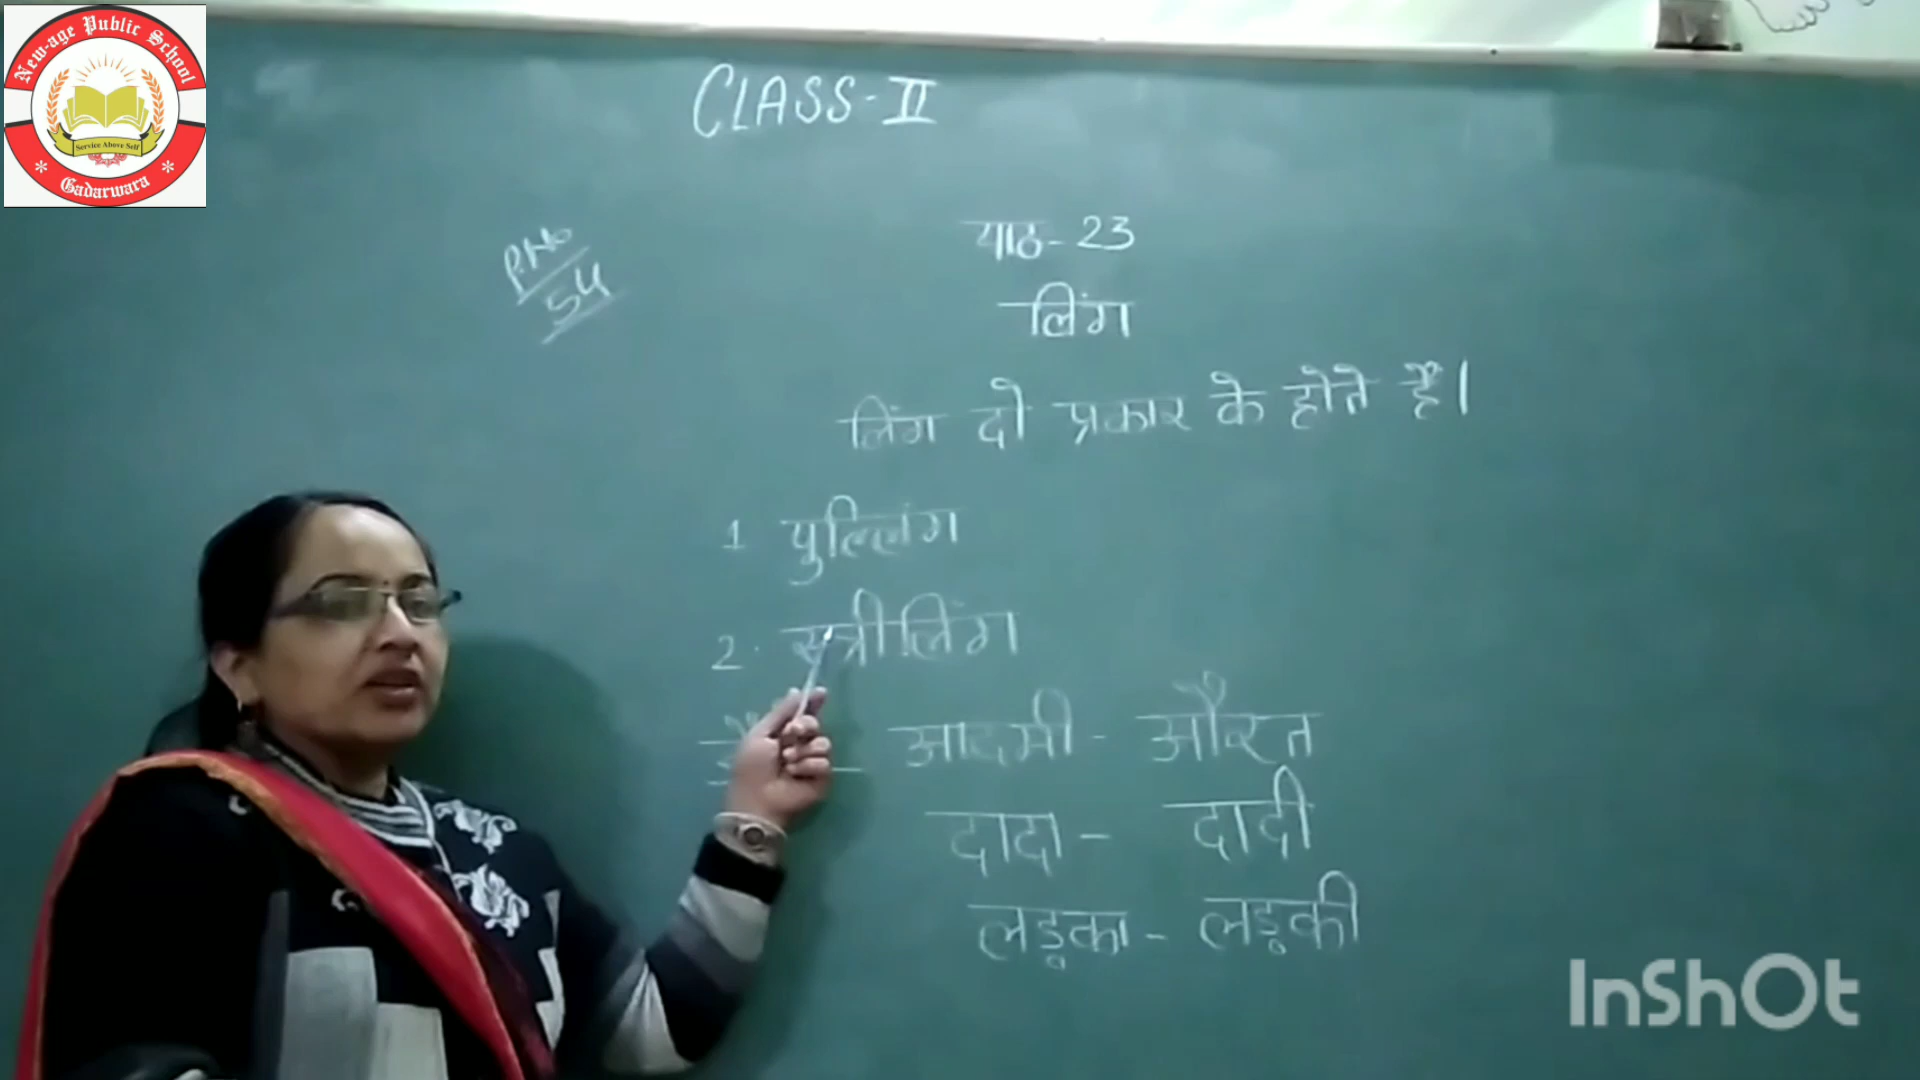 New-age Public School
Service Above Self
Gadarwara
CLASS-II
P.No
54
पाठ-23
लिंग
लिंग दो प्रकार के होते हैं।
1 पुल्लिंग
2. स्त्रीलिंग
आदमी - औरत
दादा - दादी
लड़का - लड़की
InShOt